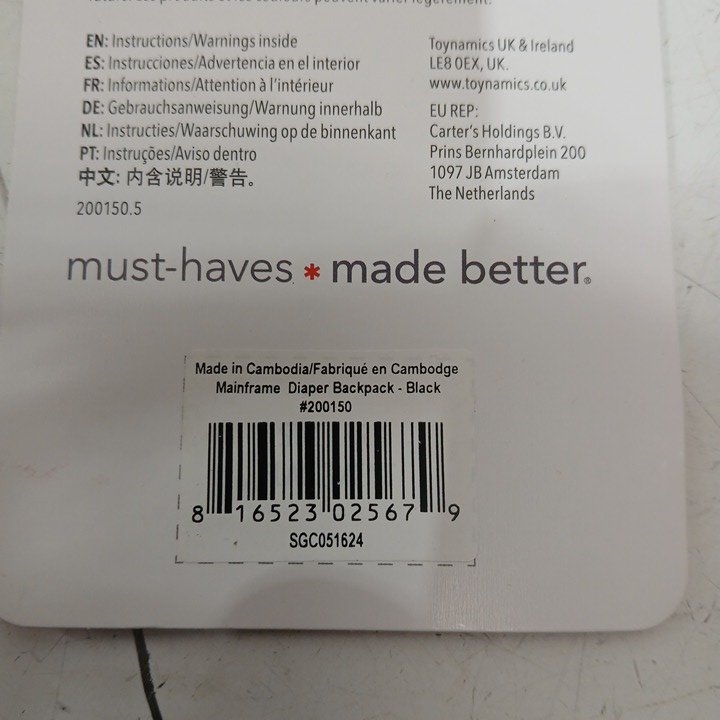 EN: Instructions/Warnings inside
ES: Instrucciones/Advertencia en el interior
FR: Informations/Attention à l'intérieur
DE: Gebrauchsanweisung/Warnung innerhalb
NL: Instructies/Waarschuwing op de binnenkant
PT: Instruções/Aviso dentro
中文: 内含说明/警告。
200150.5
Toynamics UK & Ireland
LE8 0EX, UK.
www.toynamics.co.uk
EU REP:
Carter's Holdings B.V.
Prins Bernhardplein 200
1097 JB Amsterdam
The Netherlands
must-haves * made better®
Made in Cambodia/Fabriqué en Cambodge
Mainframe Diaper Backpack - Black
#200150
8 16523 02567 9
SGC051624